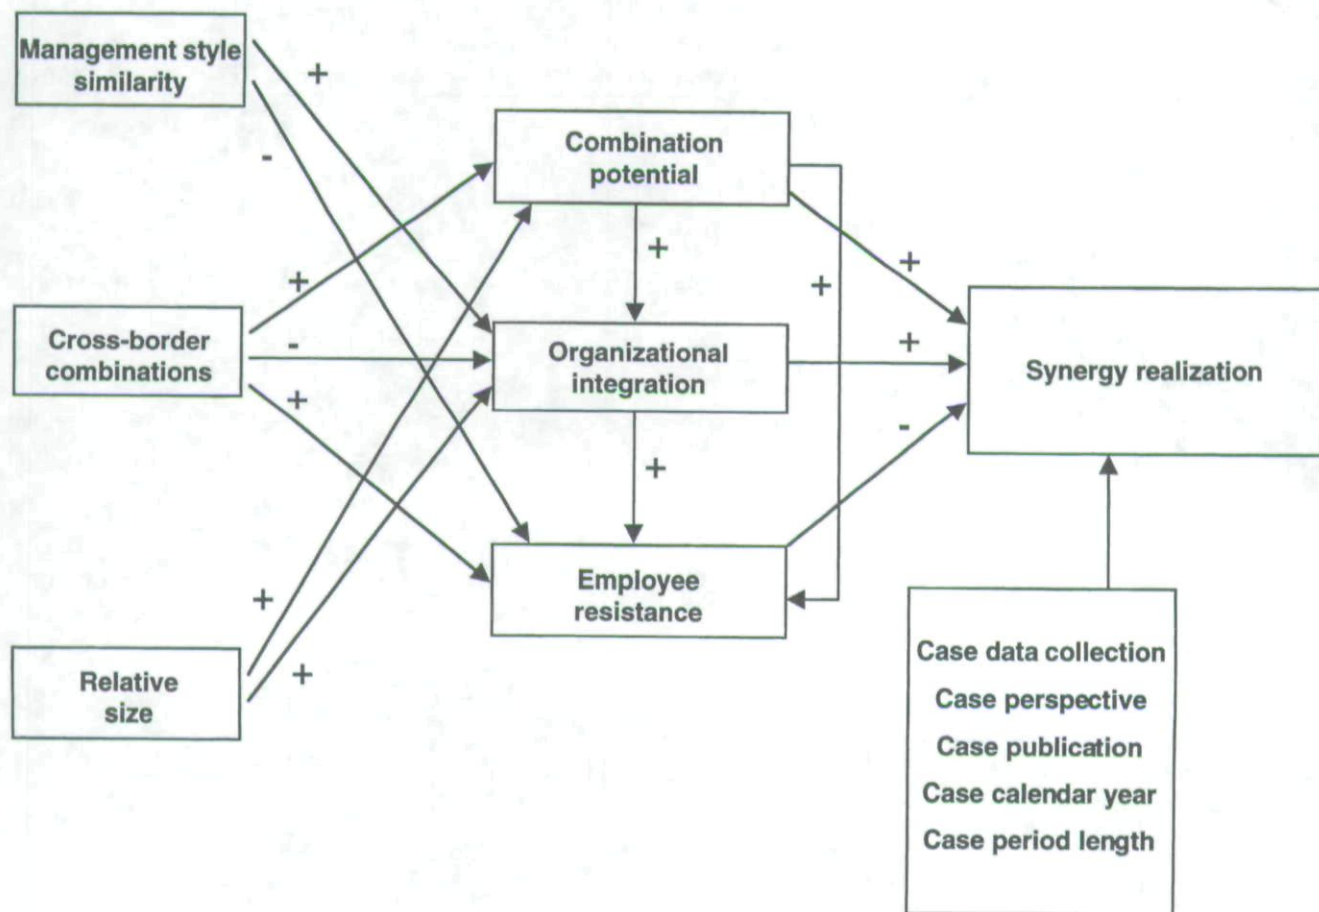 Management style
similarity
+
-
Combination
potential
+
+
+
+
Cross-border
combinations
-
+
Organizational
integration
+
Synergy realization
+
-
Employee
resistance
+
+
Relative
size
Case data collection
Case perspective
Case publication
Case calendar year
Case period length